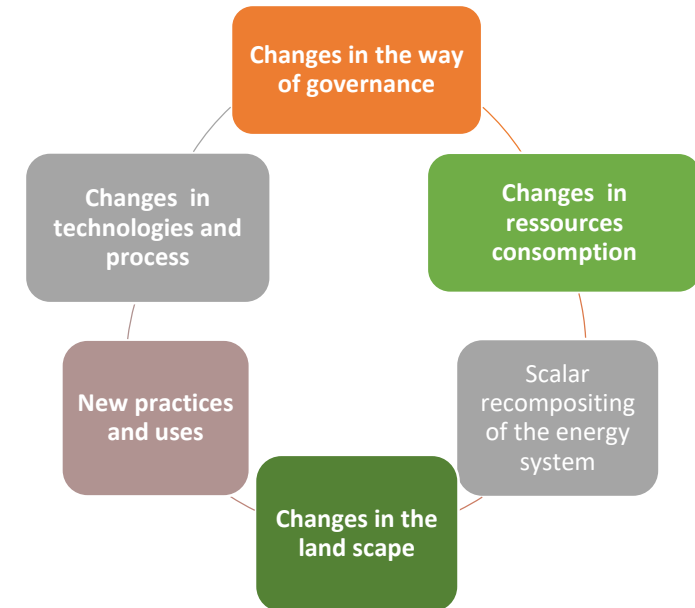 Changes in the way
of governance
Changes in
ressources
consomption
Scalar
recompositing
of the energy
system
Changes in the
land scape
New practices
and uses
Changes in
technologies and
process